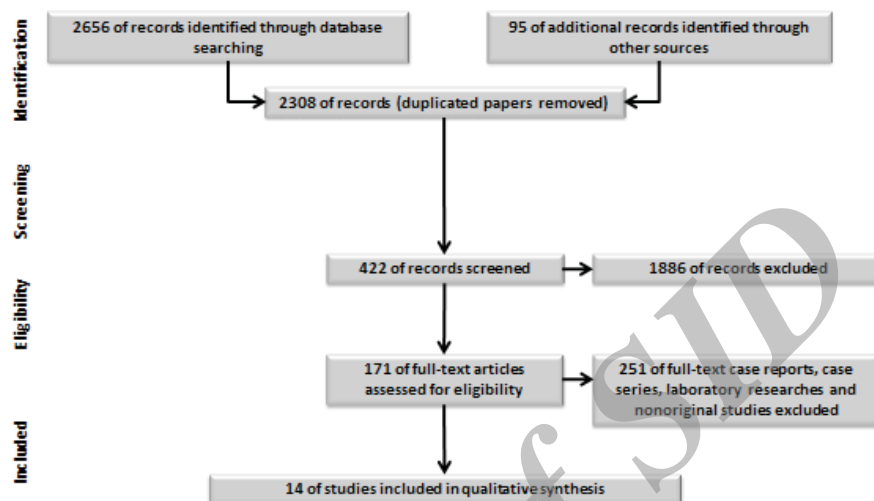 2656 of records identified through database
searching
95 of additional records identified through
other sources
Identification
2308 of records (duplicated papers removed)
Screening
422 of records screened
1886 of records excluded
Eligibility
171 of full-text articles
assessed for eligibility
251 of full-text case reports, case
series, laboratory researches and
nonoriginal studies excluded
Included
14 of studies included in qualitative synthesis
of SID